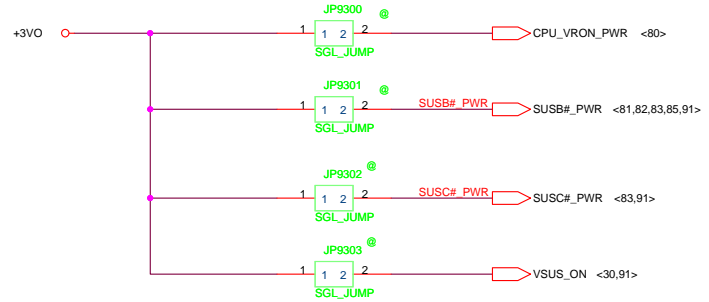 JP9300 @
+3VO 1 1 2 2 CPU_VRON_PWR <80>
SGL_JUMP
JP9301 @
1 1 2 2 SUSB#_PWR SUSB#_PWR <81,82,83,85,91>
SGL_JUMP
JP9302 @
1 1 2 2 SUSC#_PWR SUSC#_PWR <83,91>
SGL_JUMP
JP9303 @
1 1 2 2 VSUS_ON <30,91>
SGL_JUMP